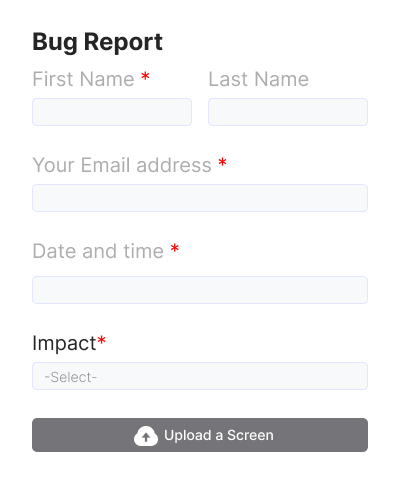 Bug Report
First Name * Last Name
Your Email address *
Date and time *
Impact*
-Select-
Upload a Screen